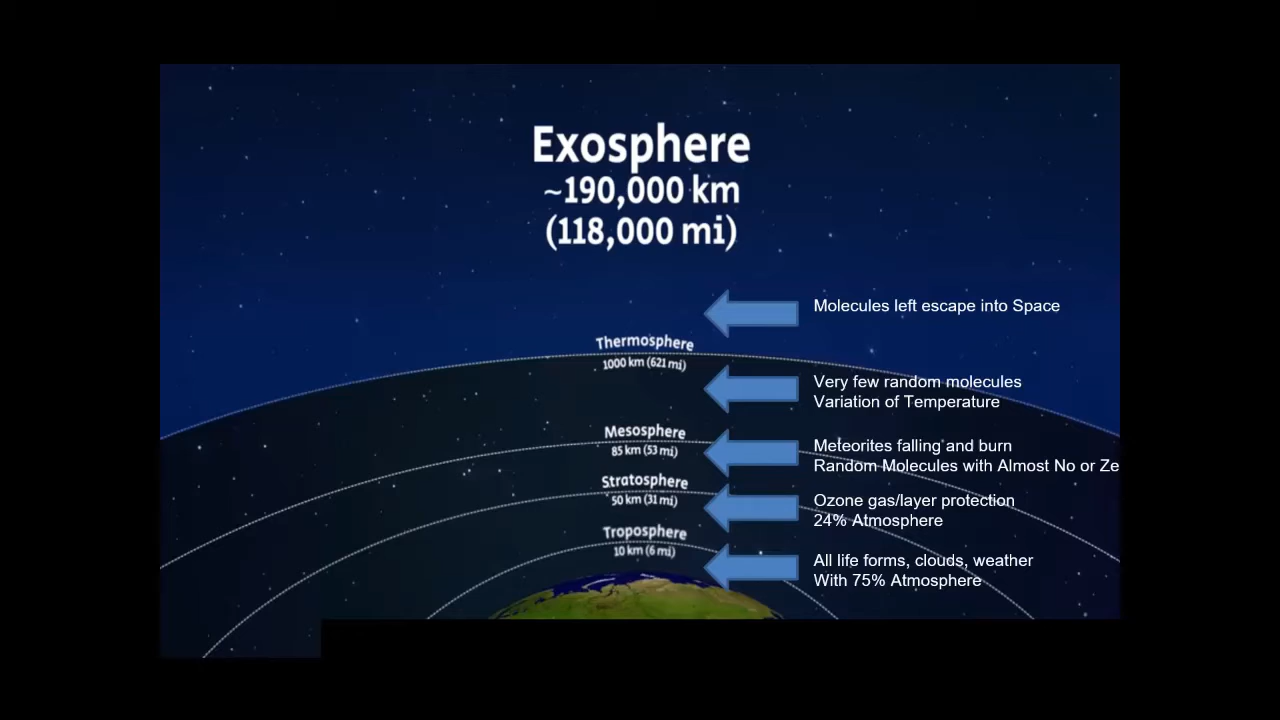 Exosphere
~190,000 km
(118,000 mi)
Molecules left escape into Space
Thermosphere
1000 km (621 mi)
Very few random molecules
Variation of Temperature
Mesosphere
85 km (53 mi)
Meteorites falling and burn
Random Molecules with Almost No or Ze
Stratosphere
50 km (31 mi)
Ozone gas/layer protection
24% Atmosphere
Troposphere
10 km (6 mi)
All life forms, clouds, weather
With 75% Atmosphere